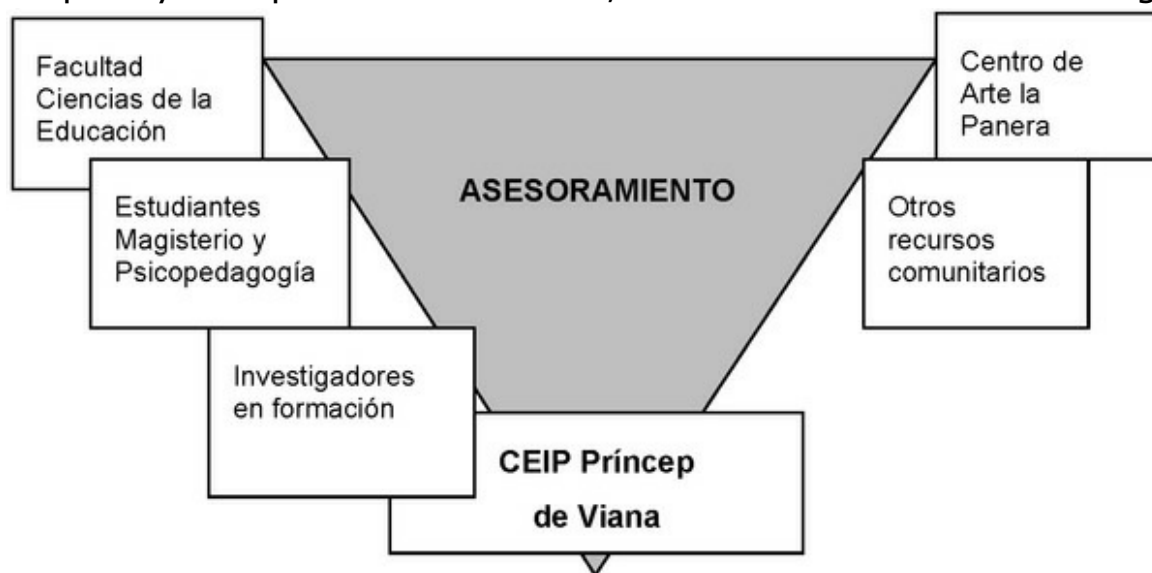 Facultad
Ciencias de la
Educación
Estudiantes
Magisterio y
Psicopedagogía
Investigadores
en formación
ASESORAMIENTO
Centro de
Arte la
Panera
Otros
recursos
comunitarios
CEIP Príncep
de Viana